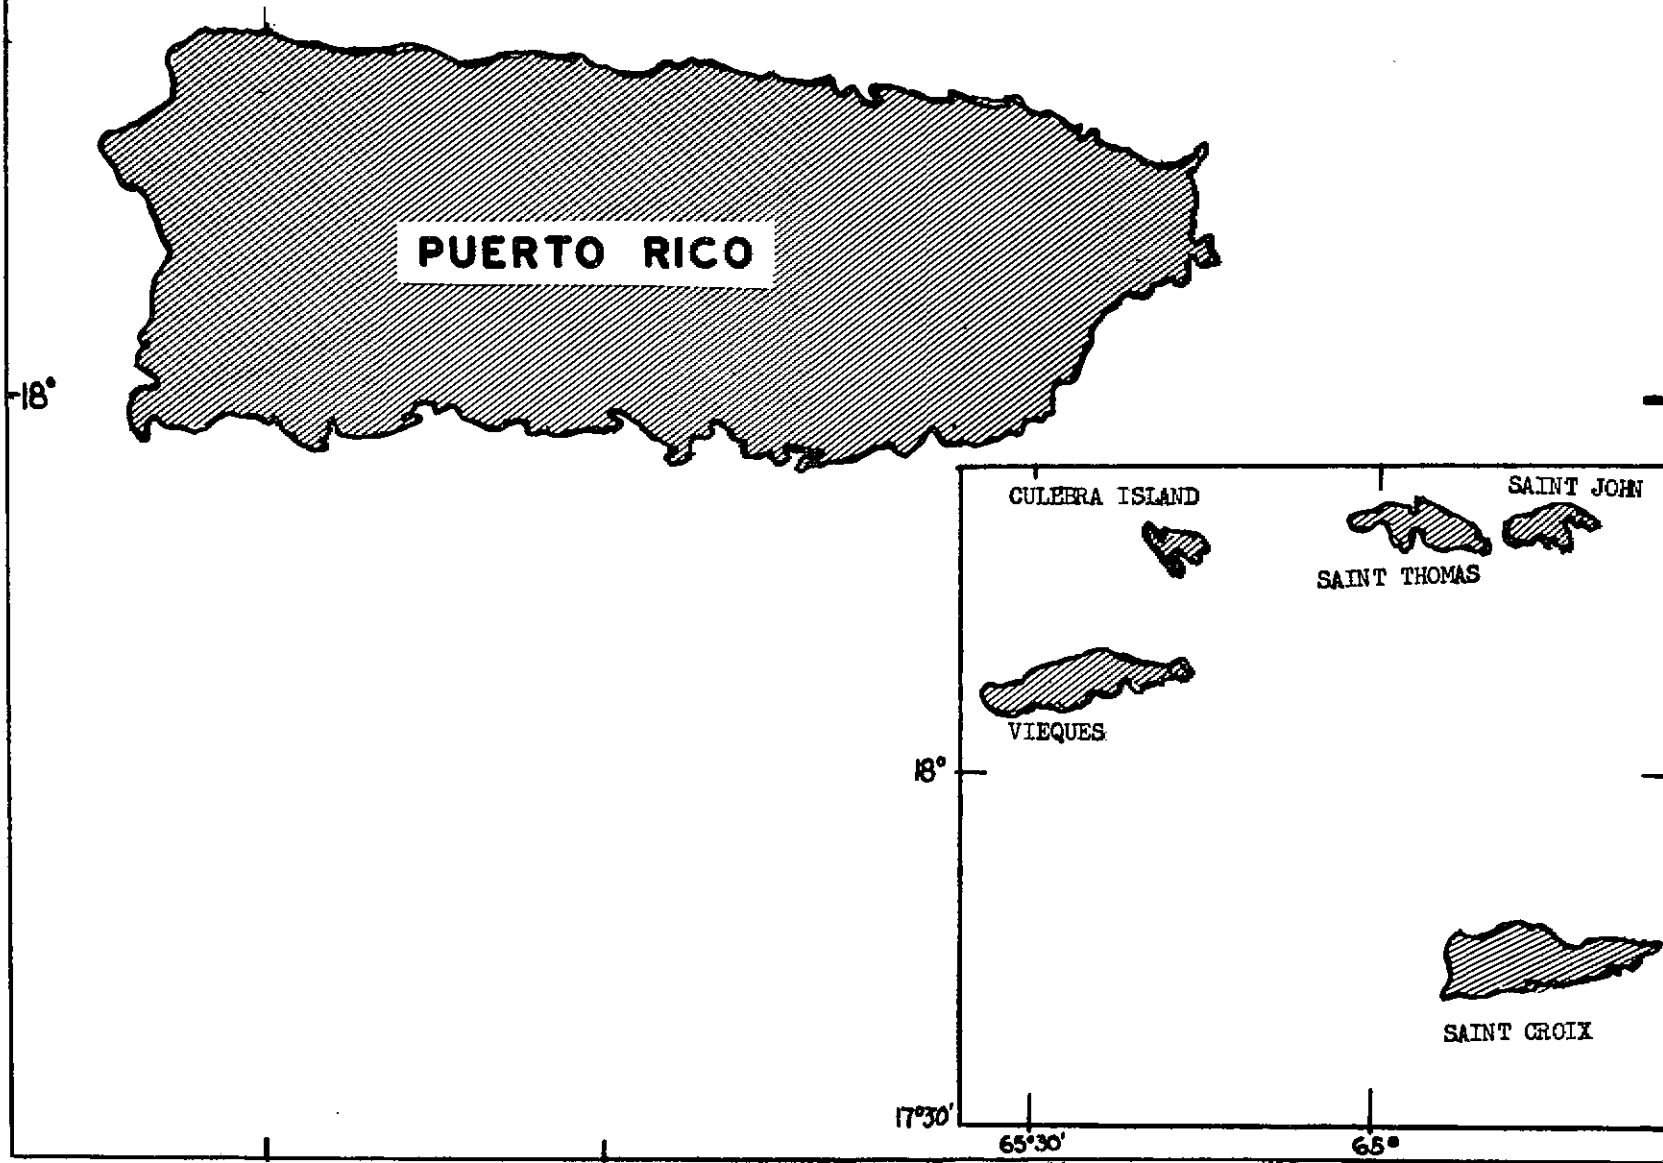 PUERTO RICO
18°
CULEBRA ISLAND
SAINT JOHN
SAINT THOMAS
VIEQUES
18°
SAINT CROIX
17°30'
65°30'
65°